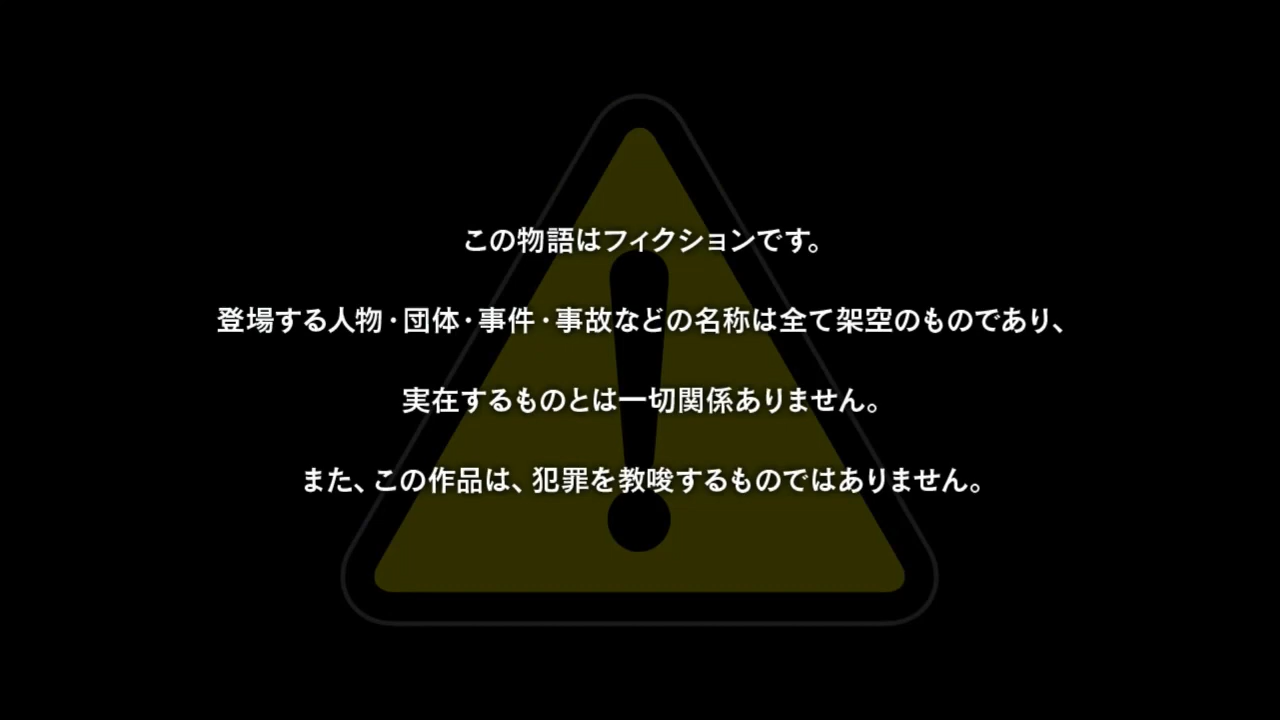 この物語はフィクションです。
登場する人物・団体・事件・事故などの名称は全て架空のものであり、
実在するものとは一切関係ありません。
また、この作品は、犯罪を教唆するものではありません。